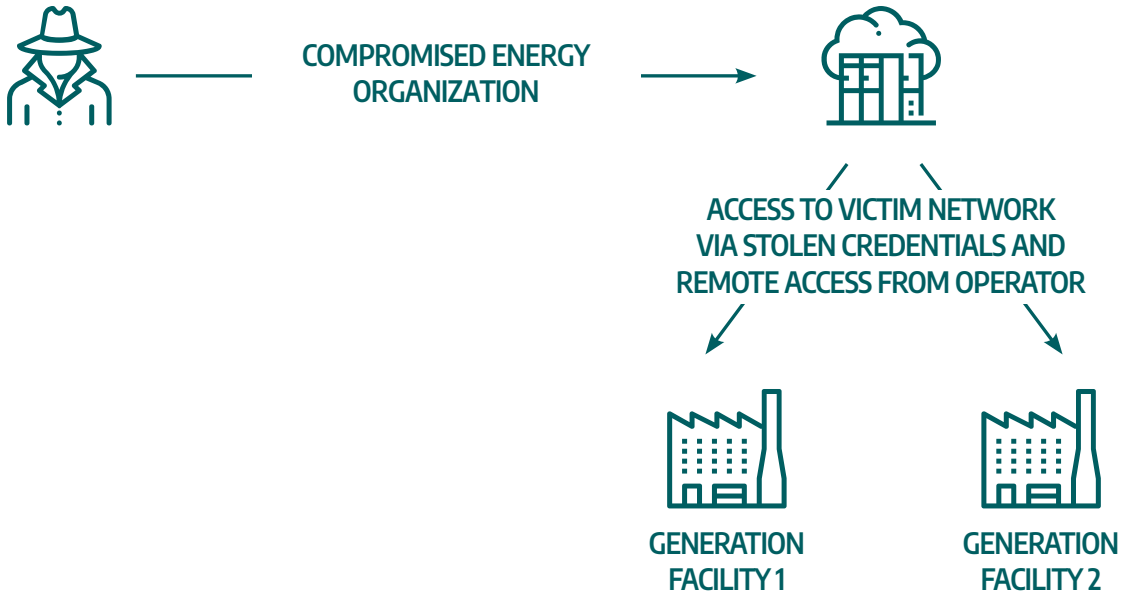 COMPROMISED ENERGY
ORGANIZATION
ACCESS TO VICTIM NETWORK
VIA STOLEN CREDENTIALS AND
REMOTE ACCESS FROM OPERATOR
GENERATION
FACILITY 1
GENERATION
FACILITY 2